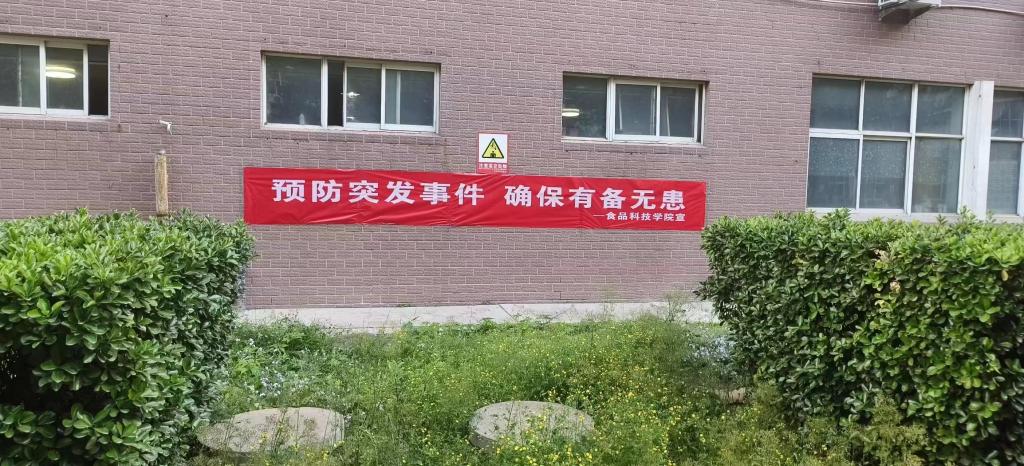 预防突发事件 确保有备无患
—食品科技学院宣